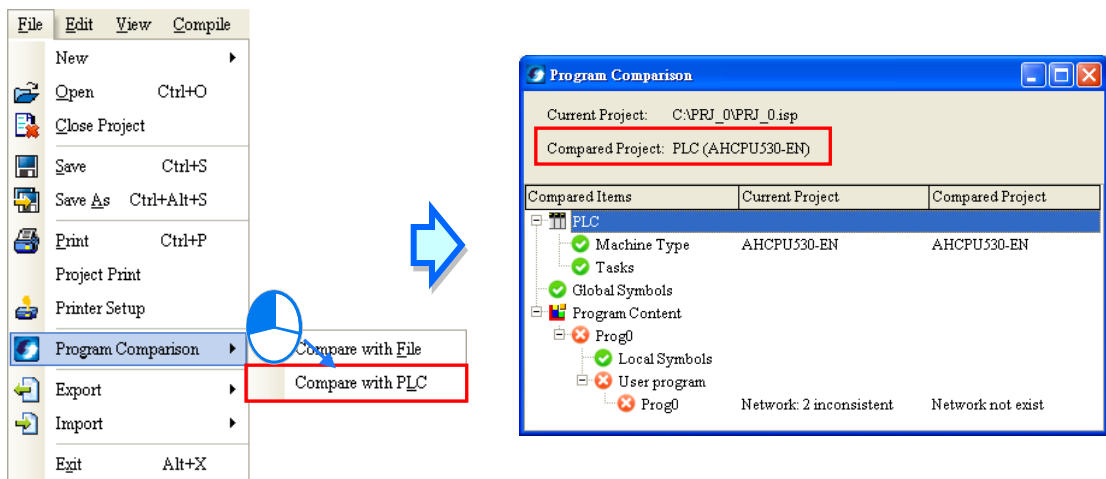 File Edit View Compile
New
Open Ctrl+O
Close Project
Save Ctrl+S
Save As Ctrl+Alt+S
Print Ctrl+P
Project Print
Printer Setup
Program Comparison
Export
Import
Exit Alt+X
Compare with File
Compare with PLC
Program Comparison
Current Project: C:\PRJ_0\PRJ_0.isp
Compared Project: PLC (AHCPU530-EN)
Compared Items Current Project Compared Project
PLC
Machine Type AHCPU530-EN AHCPU530-EN
Tasks
Global Symbols
Program Content
Prog0
Local Symbols
User program
Prog0 Network: 2 inconsistent Network not exist